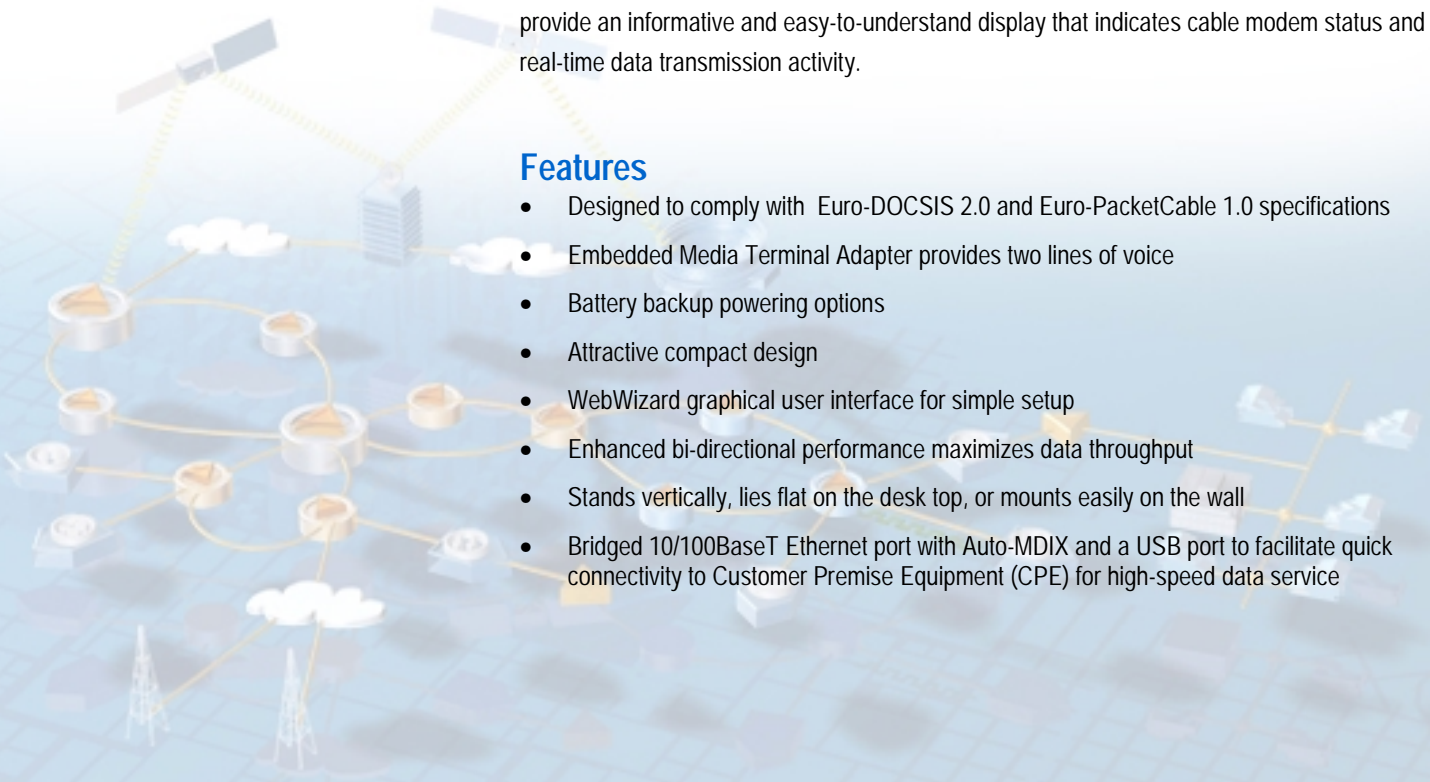 provide an informative and easy-to-understand display that indicates cable modem status and
real-time data transmission activity.
Features
• Designed to comply with  Euro-DOCSIS 2.0 and Euro-PacketCable 1.0 specifications
• Embedded Media Terminal Adapter provides two lines of voice
• Battery backup powering options
• Attractive compact design
• WebWizard graphical user interface for simple setup
• Enhanced bi-directional performance maximizes data throughput
• Stands vertically, lies flat on the desk top, or mounts easily on the wall
• Bridged 10/100BaseT Ethernet port with Auto-MDIX and a USB port to facilitate quick
connectivity to Customer Premise Equipment (CPE) for high-speed data service